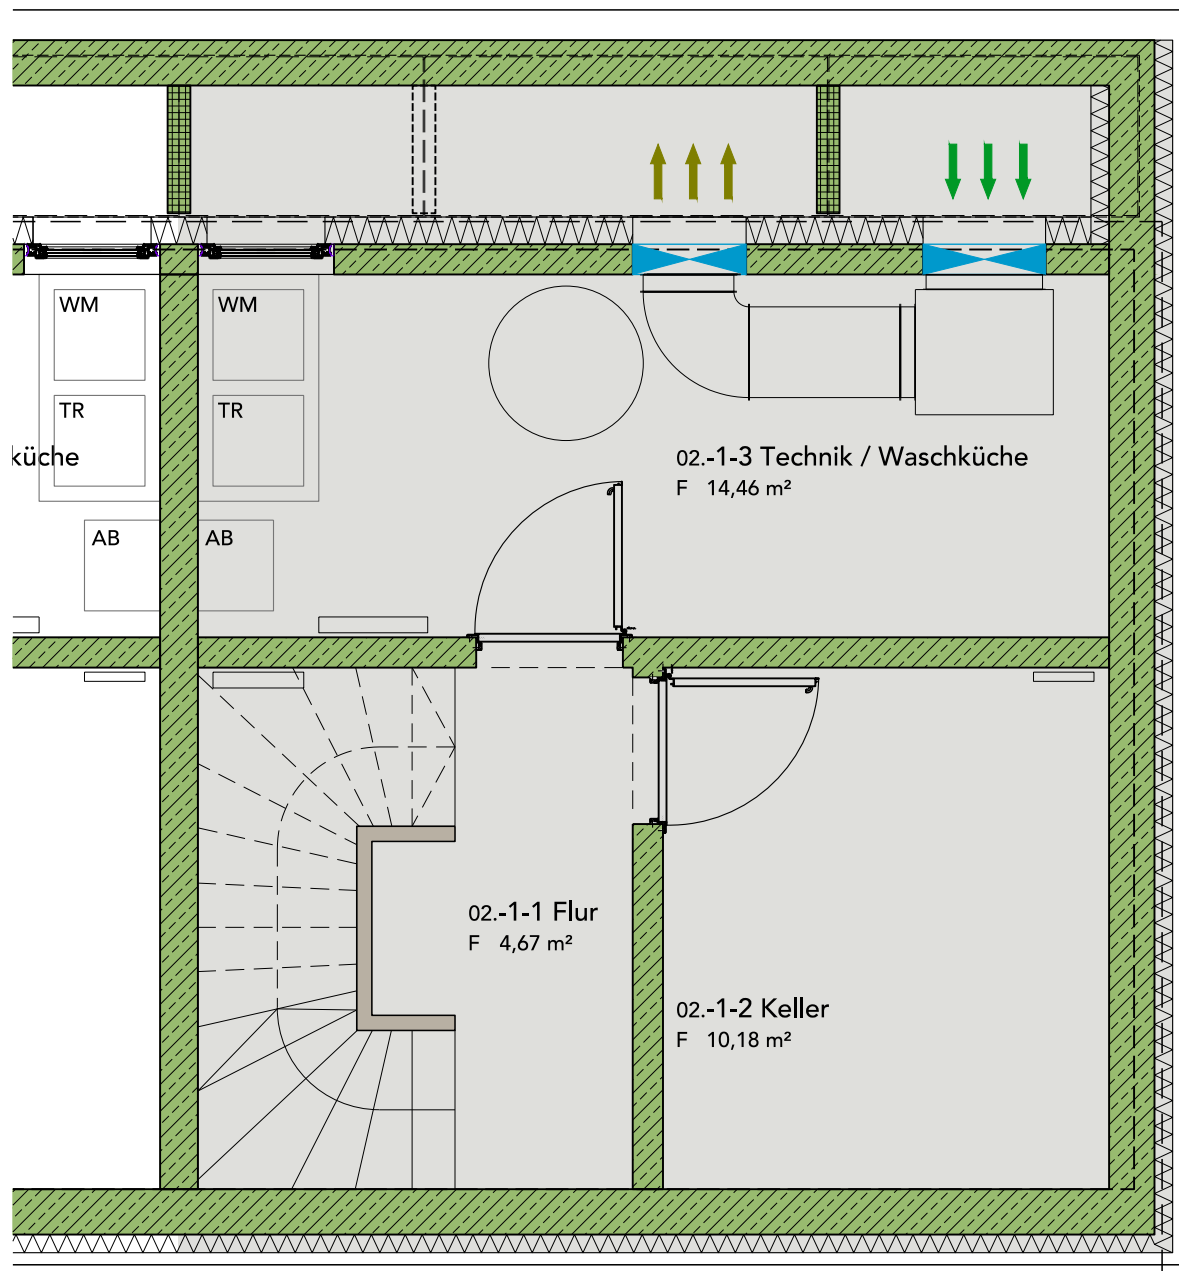 WM
WM
TR
TR
küche
02.-1-3 Technik / Waschküche
F 14,46 m²
AB
AB
02.-1-1 Flur
F 4,67 m²
02.-1-2 Keller
F 10,18 m²